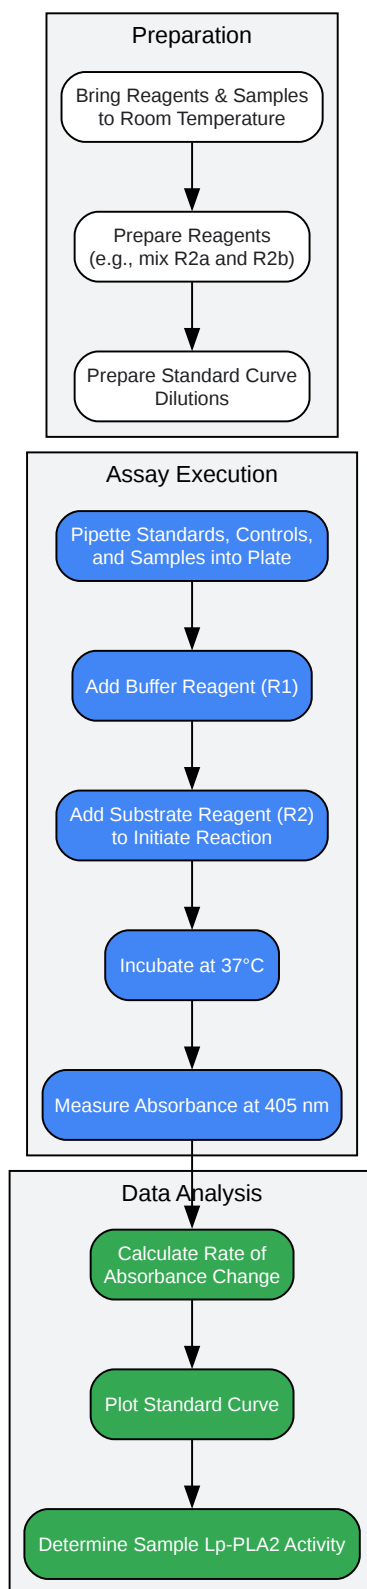 Preparation
Bring Reagents & Samples
to Room Temperature
Prepare Reagents
(e.g., mix R2a and R2b)
Prepare Standard Curve
Dilutions
Assay Execution
Pipette Standards, Controls,
and Samples into Plate
Add Buffer Reagent (R1)
Add Substrate Reagent (R2)
to Initiate Reaction
Incubate at 37°C
Measure Absorbance at 405 nm
Data Analysis
Calculate Rate of
Absorbance Change
Plot Standard Curve
Determine Sample Lp-PLA2 Activity